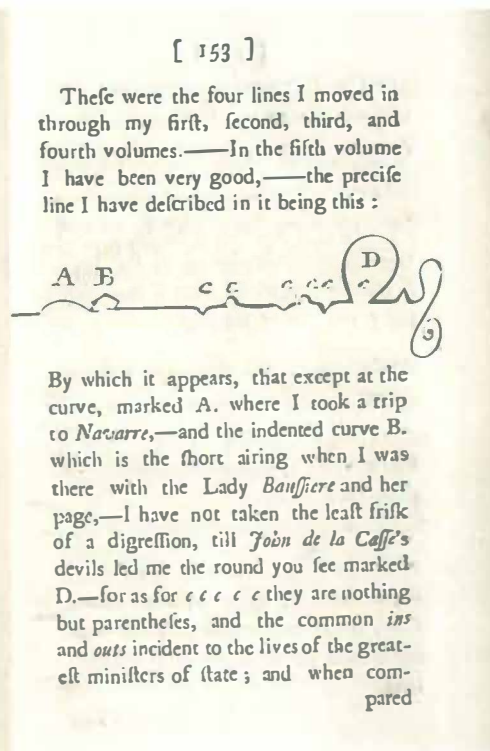 [ 153 ]
Theſe were the four lines I moved in
through my firſt, ſecond, third, and
fourth volumes.——In the fifth volume
I have been very good,——the preciſe
line I have deſcribed in it being this :
A B c c c c c c D
By which it appears, that except at the
curve, marked A. where I took a trip
to Navarre,—and the indented curve B.
which is the ſhort airing when I was
there with the Lady Bauſſiere and her
page,—I have not taken the leaſt friſk
of a digreſſion, till John de la Caſſe's
devils led me the round you ſee marked
D.—for as for c c c c c they are nothing
but parentheſes, and the common ins
and outs incident to the lives of the great-
eſt miniſters of ſtate ; and when com-
pared